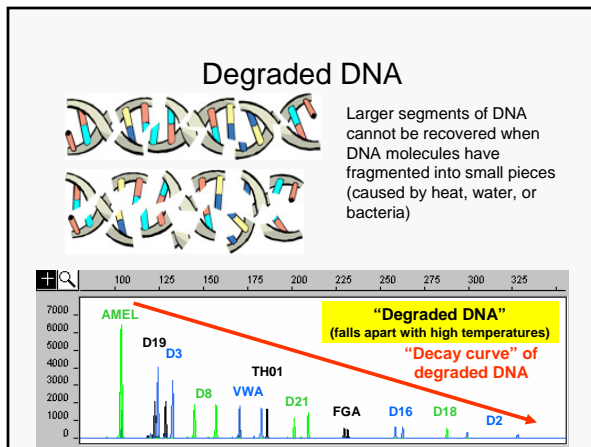 Degraded DNA
Larger segments of DNA
cannot be recovered when
DNA molecules have
fragmented into small pieces
(caused by heat, water, or
bacteria)
100 125 150 175 200 225 250 275 300 325
7000
6000
5000
4000
3000
2000
1000
0
AMEL
D19
D3
D8
VWA
TH01
D21
FGA
D16
D18
D2
“Degraded DNA”
(falls apart with high temperatures)
“Decay curve” of
degraded DNA